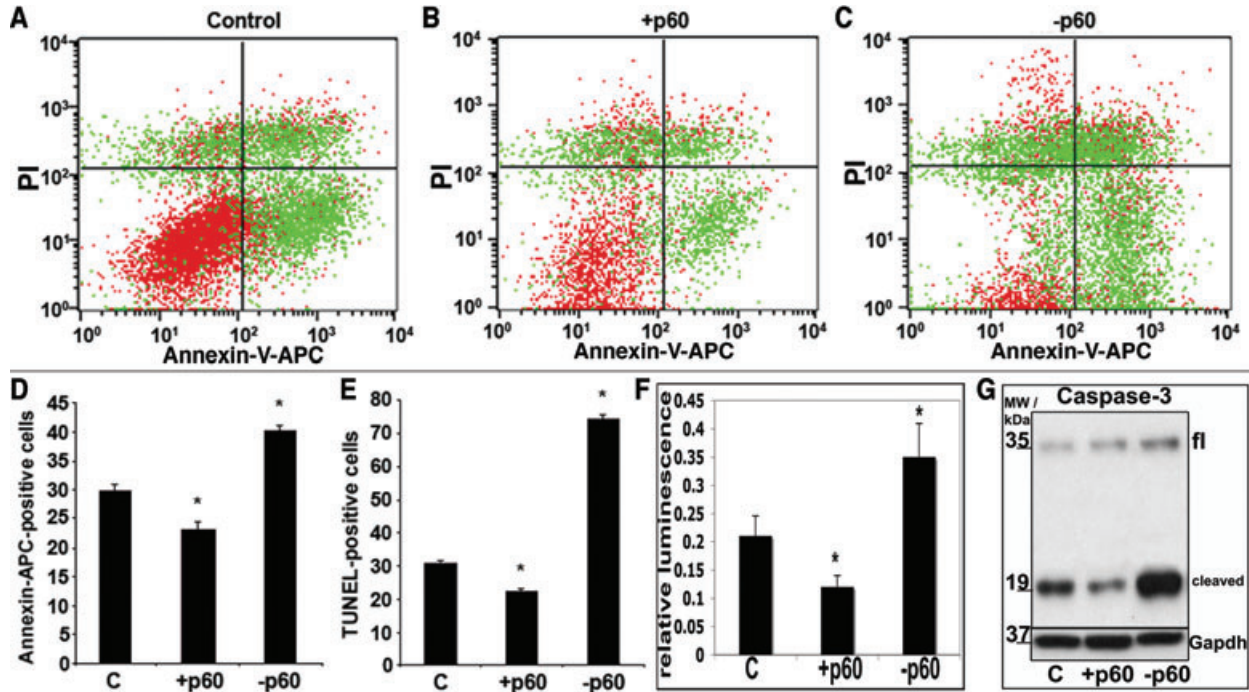 A Control
B +p60
C -p60
PI
10⁴
10³
10²
10¹
10⁰
10⁰ 10¹ 10² 10³ 10⁴
Annexin-V-APC
PI
10⁴
10³
10²
10¹
10⁰
10⁰ 10¹ 10² 10³ 10⁴
Annexin-V-APC
PI
10⁴
10³
10²
10¹
10⁰
10⁰ 10¹ 10² 10³ 10⁴
Annexin-V-APC
D
Annexin-APC-positive cells
45
40
35
30
25
20
15
10
5
0
* *
C +p60 -p60
E
TUNEL-positive cells
80
70
60
50
40
30
20
10
0
* *
C +p60 -p60
F
relative luminescence
0.45
0.4
0.35
0.3
0.25
0.2
0.15
0.1
0.05
0
* *
C +p60 -p60
G
Caspase-3
MW /
kDa
35 fl
19 cleaved
37 Gapdh
C +p60 -p60